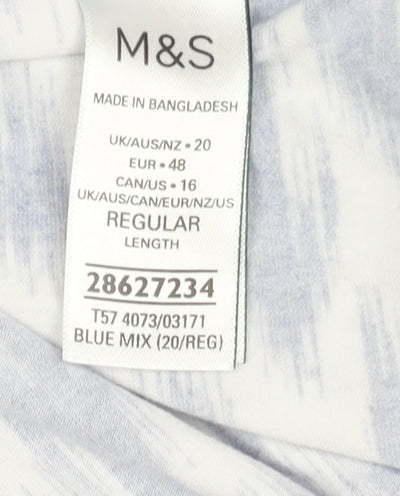 M&S
MADE IN BANGLADESH
UK/AUS/NZ • 20
EUR • 48
CAN/US • 16
UK/AUS/CAN/EUR/NZ/US
REGULAR
LENGTH
28627234
T57 4073/03171
BLUE MIX (20/REG)